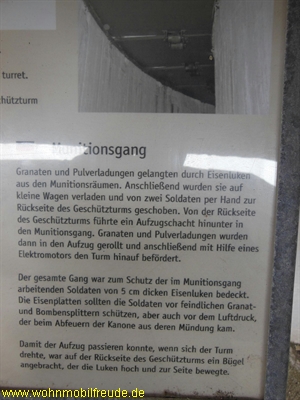 turret.
schützturm
Munitionsgang
Granaten und Pulverladungen gelangten durch Eisenluken
aus den Munitionsräumen. Anschließend wurden sie auf
kleine Wagen verladen und von zwei Soldaten per Hand zur
Rückseite des Geschützturms geschoben. Von der Rückseite
des Geschützturms führte ein Aufzugschacht hinunter in
den Munitionsgang. Granaten und Pulverladungen wurden
dann in den Aufzug gerollt und anschließend mit Hilfe eines
Elektromotors den Turm hinauf befördert.
Der gesamte Gang war zum Schutz der im Munitionsgang
arbeitenden Soldaten von 5 cm dicken Eisenluken bedeckt.
Die Eisenplatten sollten die Soldaten vor feindlichen Granat-
und Bombensplittern schützen, aber auch vor dem Luftdruck,
der beim Abfeuern der Kanone aus deren Mündung kam.
Damit der Aufzug passieren konnte, wenn sich der Turm
drehte, war auf der Rückseite des Geschützturms ein Bügel
angebracht, der die Luken hoch und zur Seite bewegte.
www.wohnmobilfreude.de